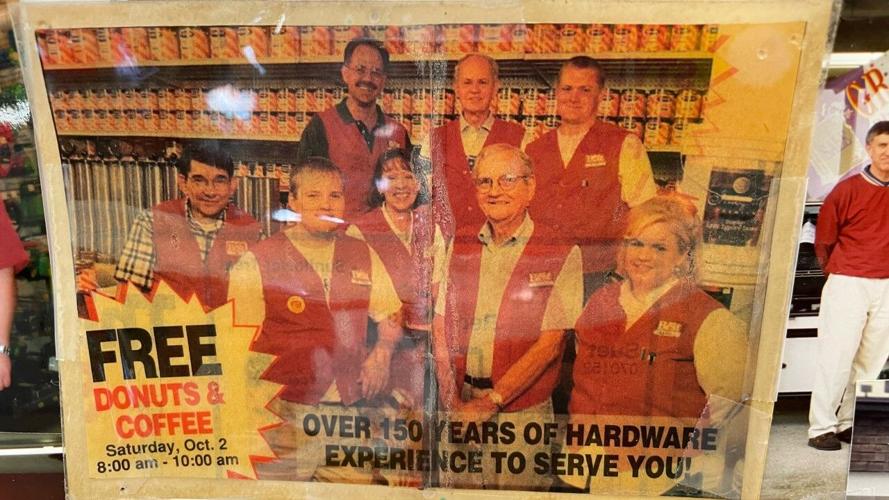 FREE
DONUTS &
COFFEE
Saturday, Oct. 2
8:00 am - 10:00 am
OVER 150 YEARS OF HARDWARE
EXPERIENCE TO SERVE YOU!